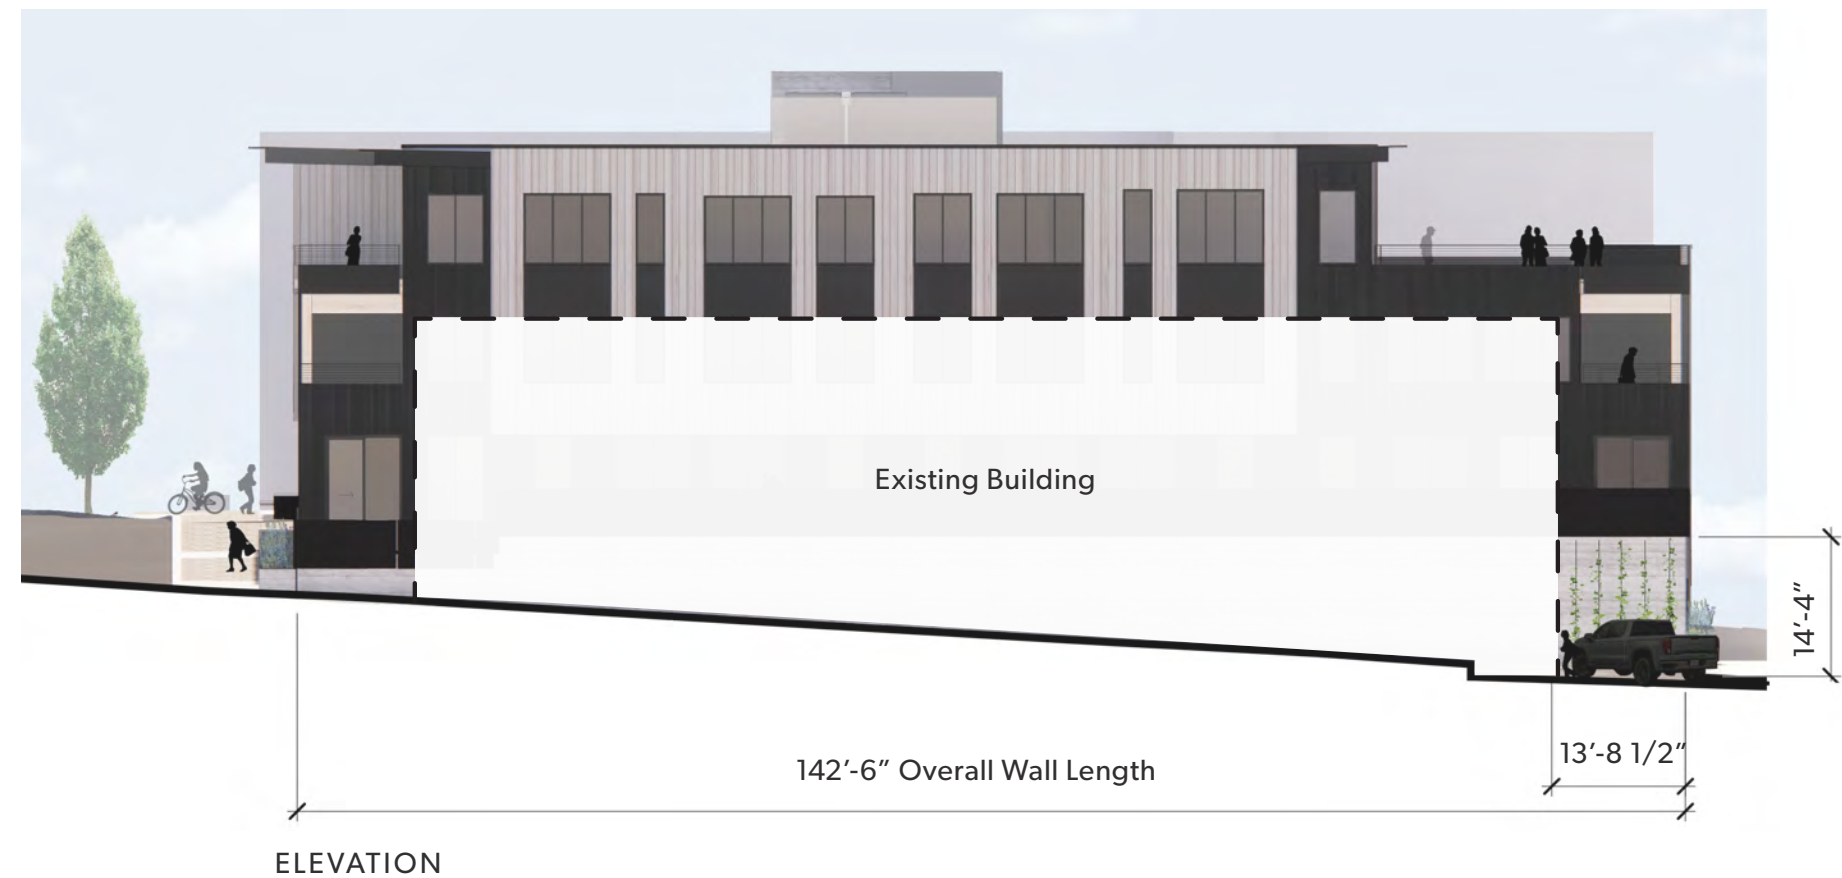 Existing Building
14’-4”
13’-8 1/2”
142’-6” Overall Wall Length
ELEVATION